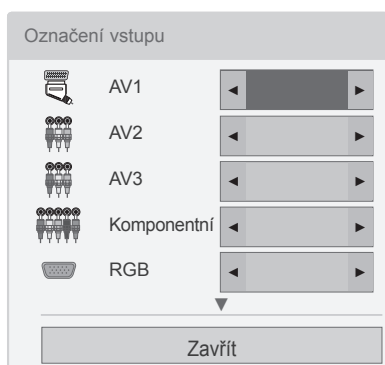 Označení vstupu
AV1
AV2
AV3
Komponentní
RGB
Zavřít